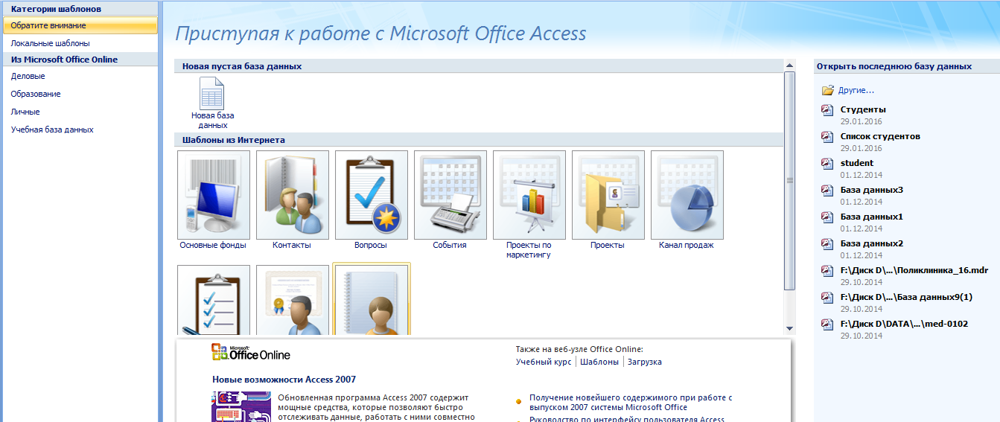 Категории шаблонов
Обратите внимание
Локальные шаблоны
Из Microsoft Office Online
Деловые
Образование
Личные
Учебная база данных
Приступая к работе с Microsoft Office Access
Новая пустая база данных
Новая база
данных
Шаблоны из Интернета
Основные фонды
Контакты
Вопросы
События
Проекты по
маркетингу
Проекты
Канал продаж
Microsoft
Office Online
Новые возможности Access 2007
Обновленная программа Access 2007 содержит
мощные средства, которые позволяют быстро
отслеживать данные, работать с ними совместно
Также на веб-узле Office Online:
Учебный курс | Шаблоны | Загрузка
Получение новейшего содержимого при работе с
выпуском 2007 системы Microsoft Office
Руководство по интерфейсу пользователя Access
Открыть последнюю базу данных
Другие...
Студенты
29.01.2016
Список студентов
29.01.2016
student
01.12.2014
База данных3
01.12.2014
База данных1
01.12.2014
База данных2
01.12.2014
F:\Диск D\...\Поликлиника_16.mdr
29.10.2014
F:\Диск D\...\База данных9(1)
29.10.2014
F:\Диск D\DATA\...\med-0102
29.10.2014